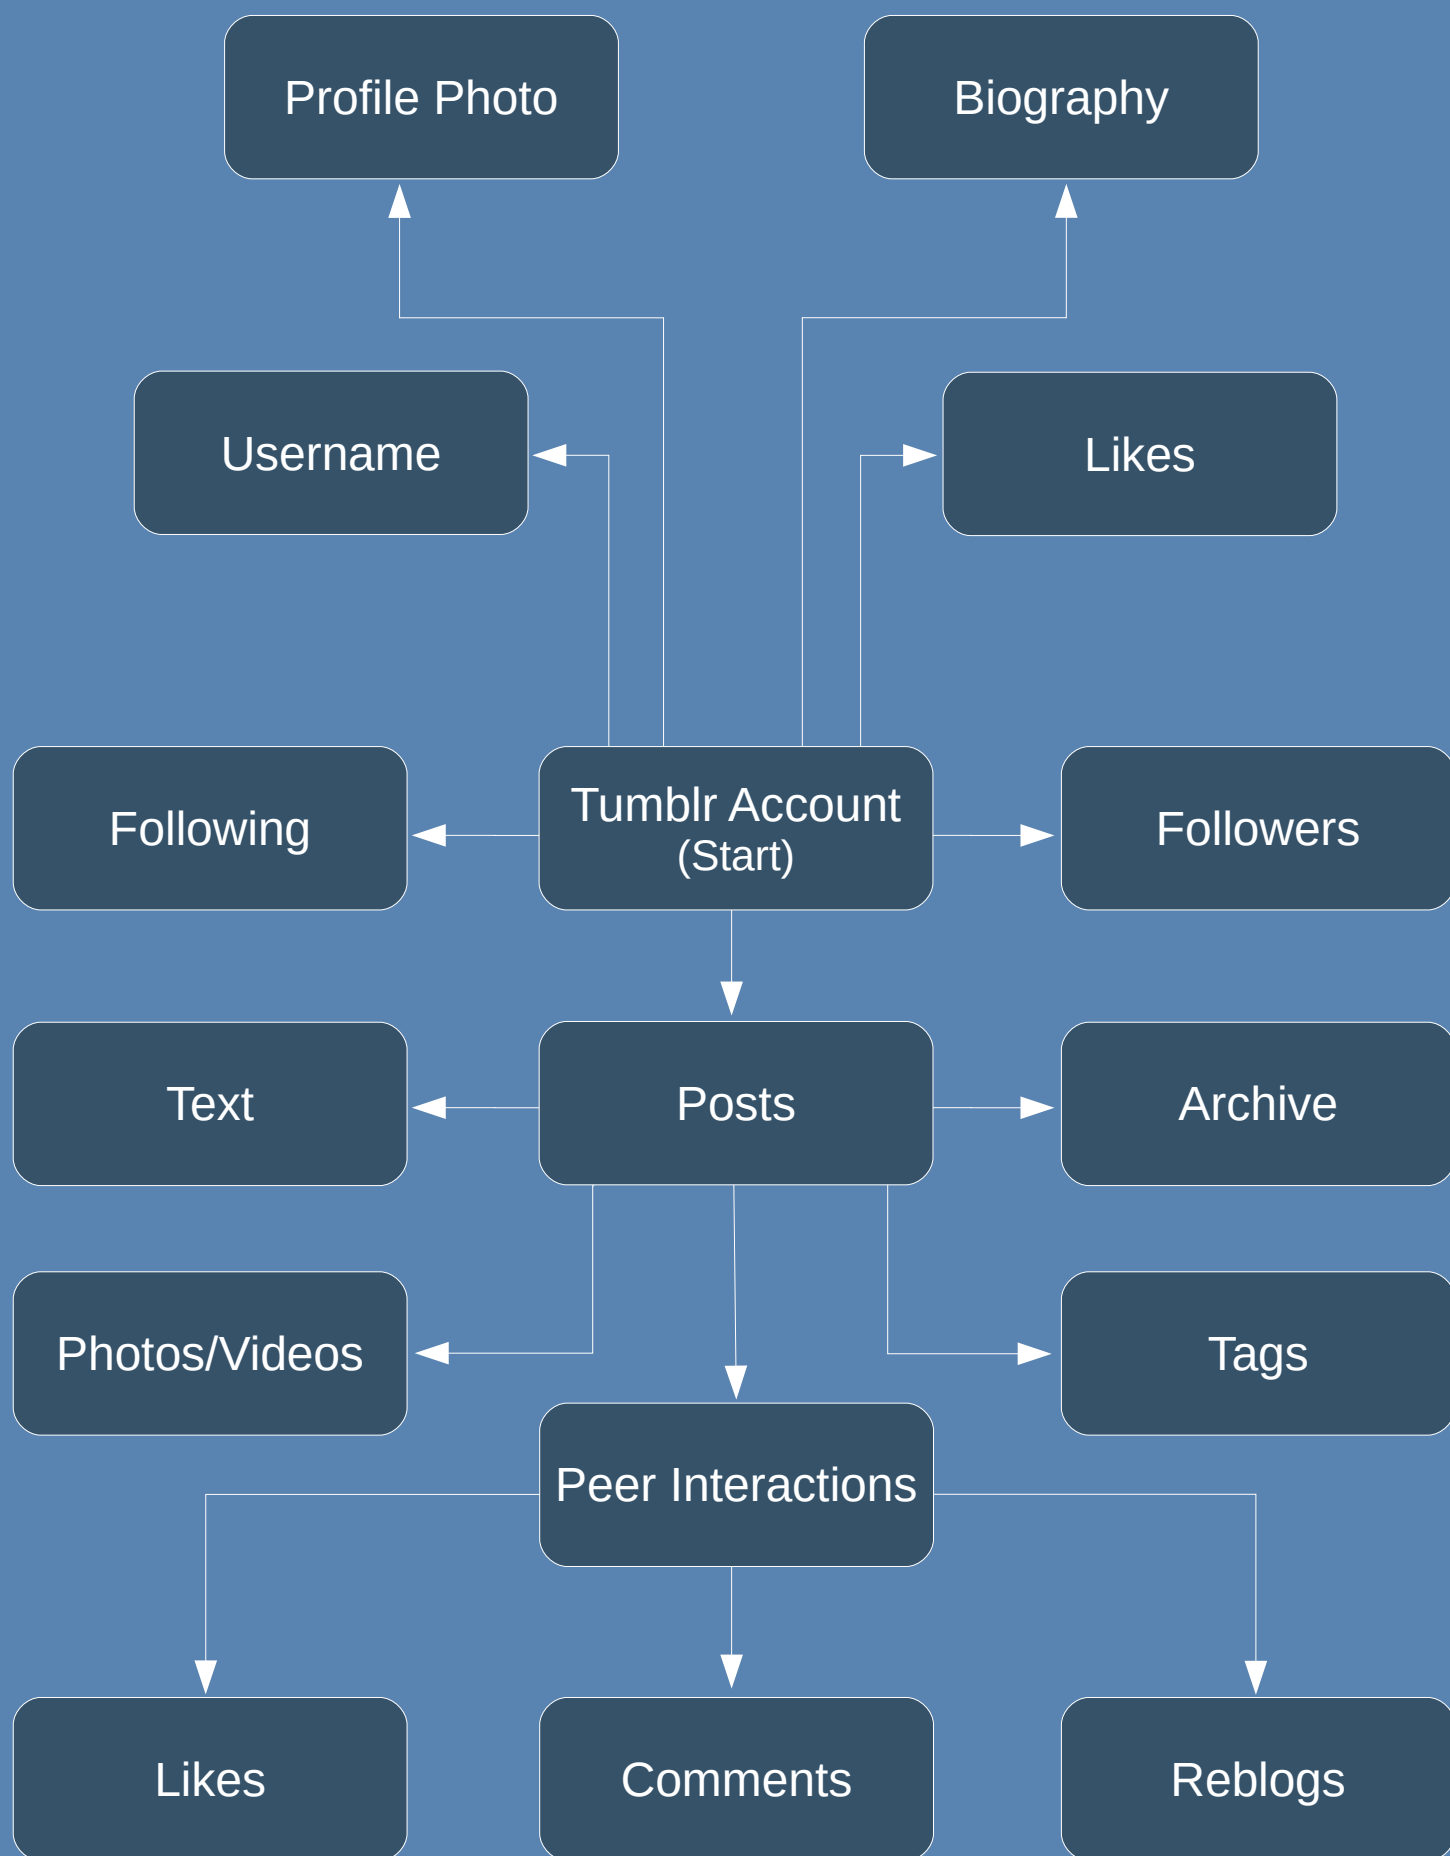 Profile Photo
Biography
Username
Likes
Following
Tumblr Account
(Start)
Followers
Text
Posts
Archive
Photos/Videos
Tags
Peer Interactions
Likes
Comments
Reblogs